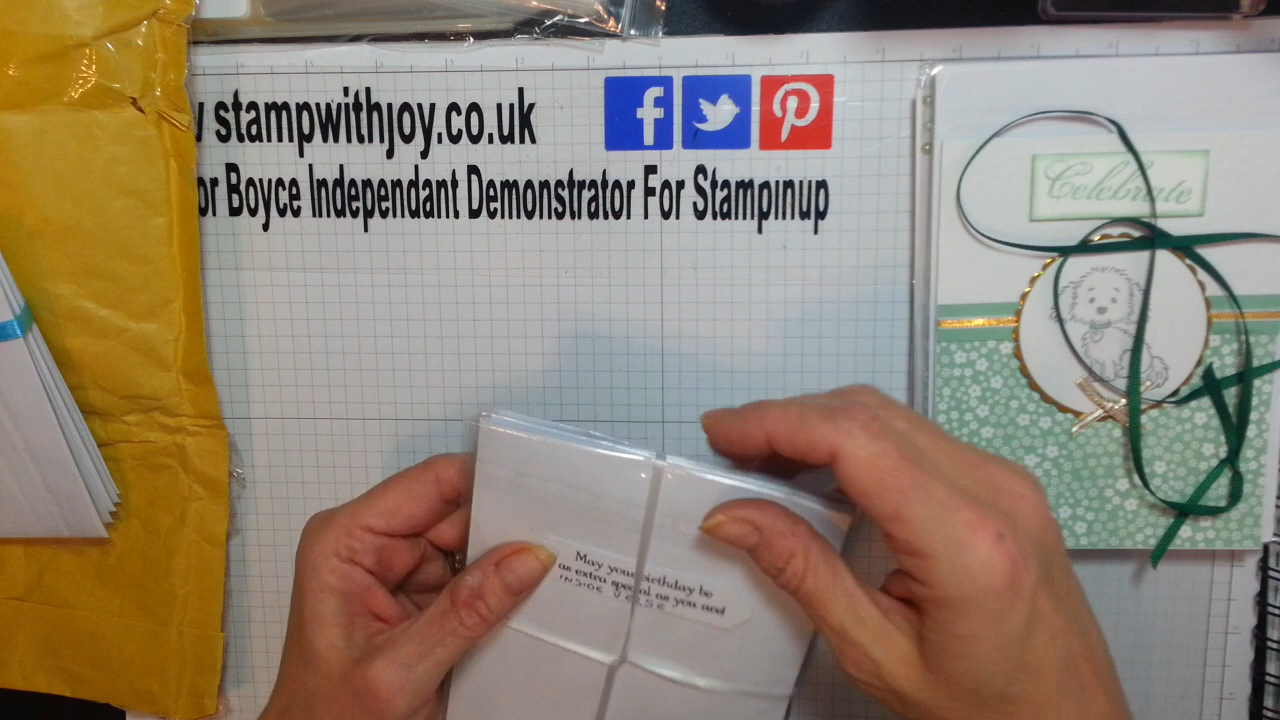 stampwithjoy.co.uk
Boyce Independant Demonstrator For Stampinup
Celebrate
May your birthday be
as extra special as you are!
INSIDE VERSE